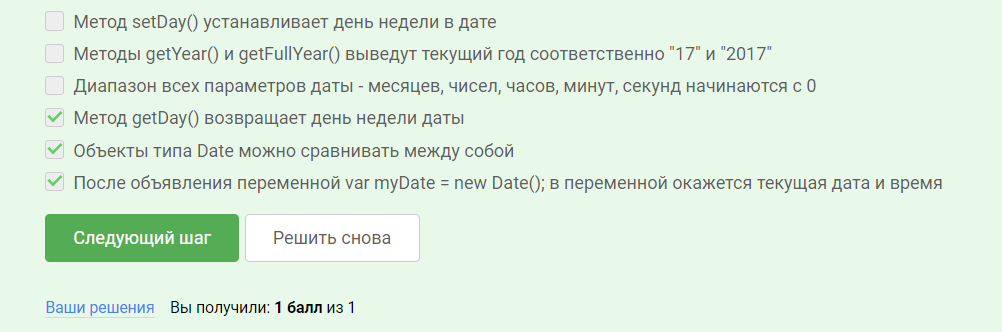 Метод setDay() устанавливает день недели в дате
Методы getYear() и getFullYear() выведут текущий год соответственно "17" и "2017"
Диапазон всех параметров даты - месяцев, чисел, часов, минут, секунд начинаются с 0
Метод getDay() возвращает день недели даты
Объекты типа Date можно сравнивать между собой
После объявления переменной var myDate = new Date(); в переменной окажется текущая дата и время
Следующий шаг Решить снова
Ваши решения Вы получили: 1 балл из 1